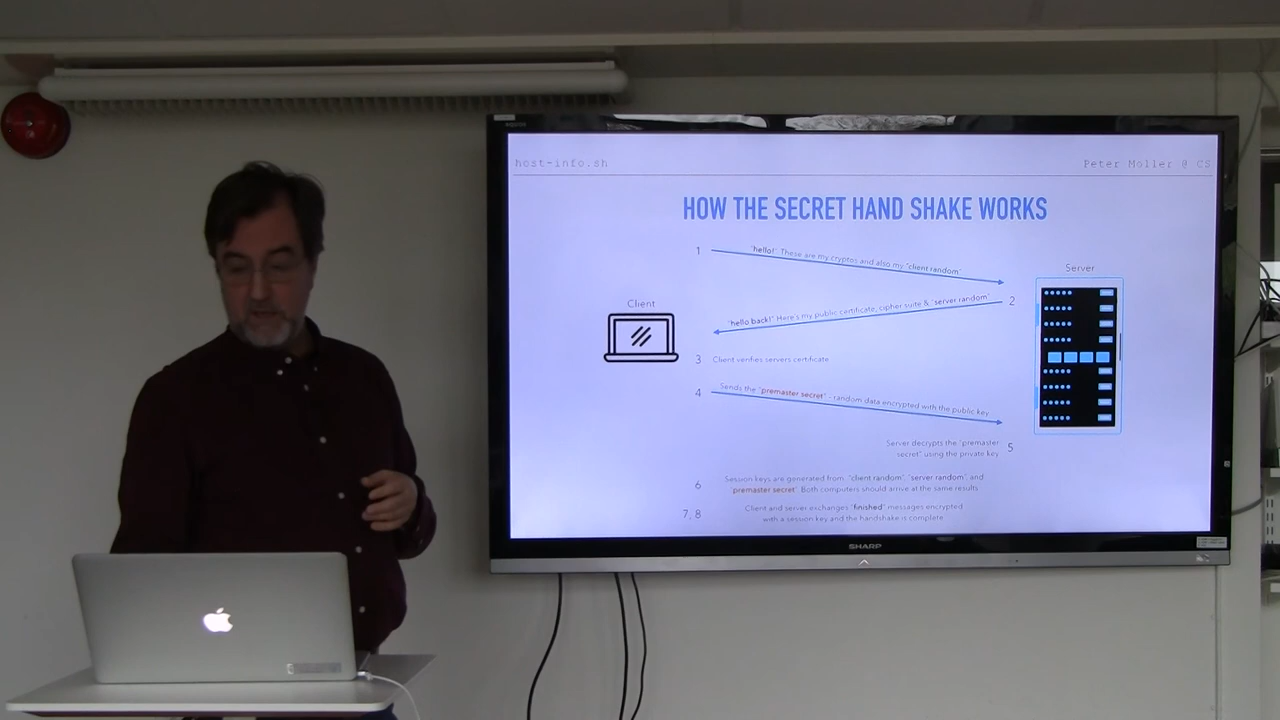 host-info.sh
Peter Möller @ CS
HOW THE SECRET HAND SHAKE WORKS
1
"hello!" These are my cryptos and also my "client random"
Server
Client
2
"hello back!" Here's my public certificate, cipher suite & "server random"
3 Client verifies servers certificate
4
Sends the "premaster secret" - random data encrypted with the public key
Server decrypts the "premaster
secret" using the private key
5
6
Session keys are generated from "client random", "server random", and
"premaster secret". Both computers should arrive at the same results.
7, 8
Client and server exchanges "finished" messages encrypted
with a session key and the handshake is complete
SHARP